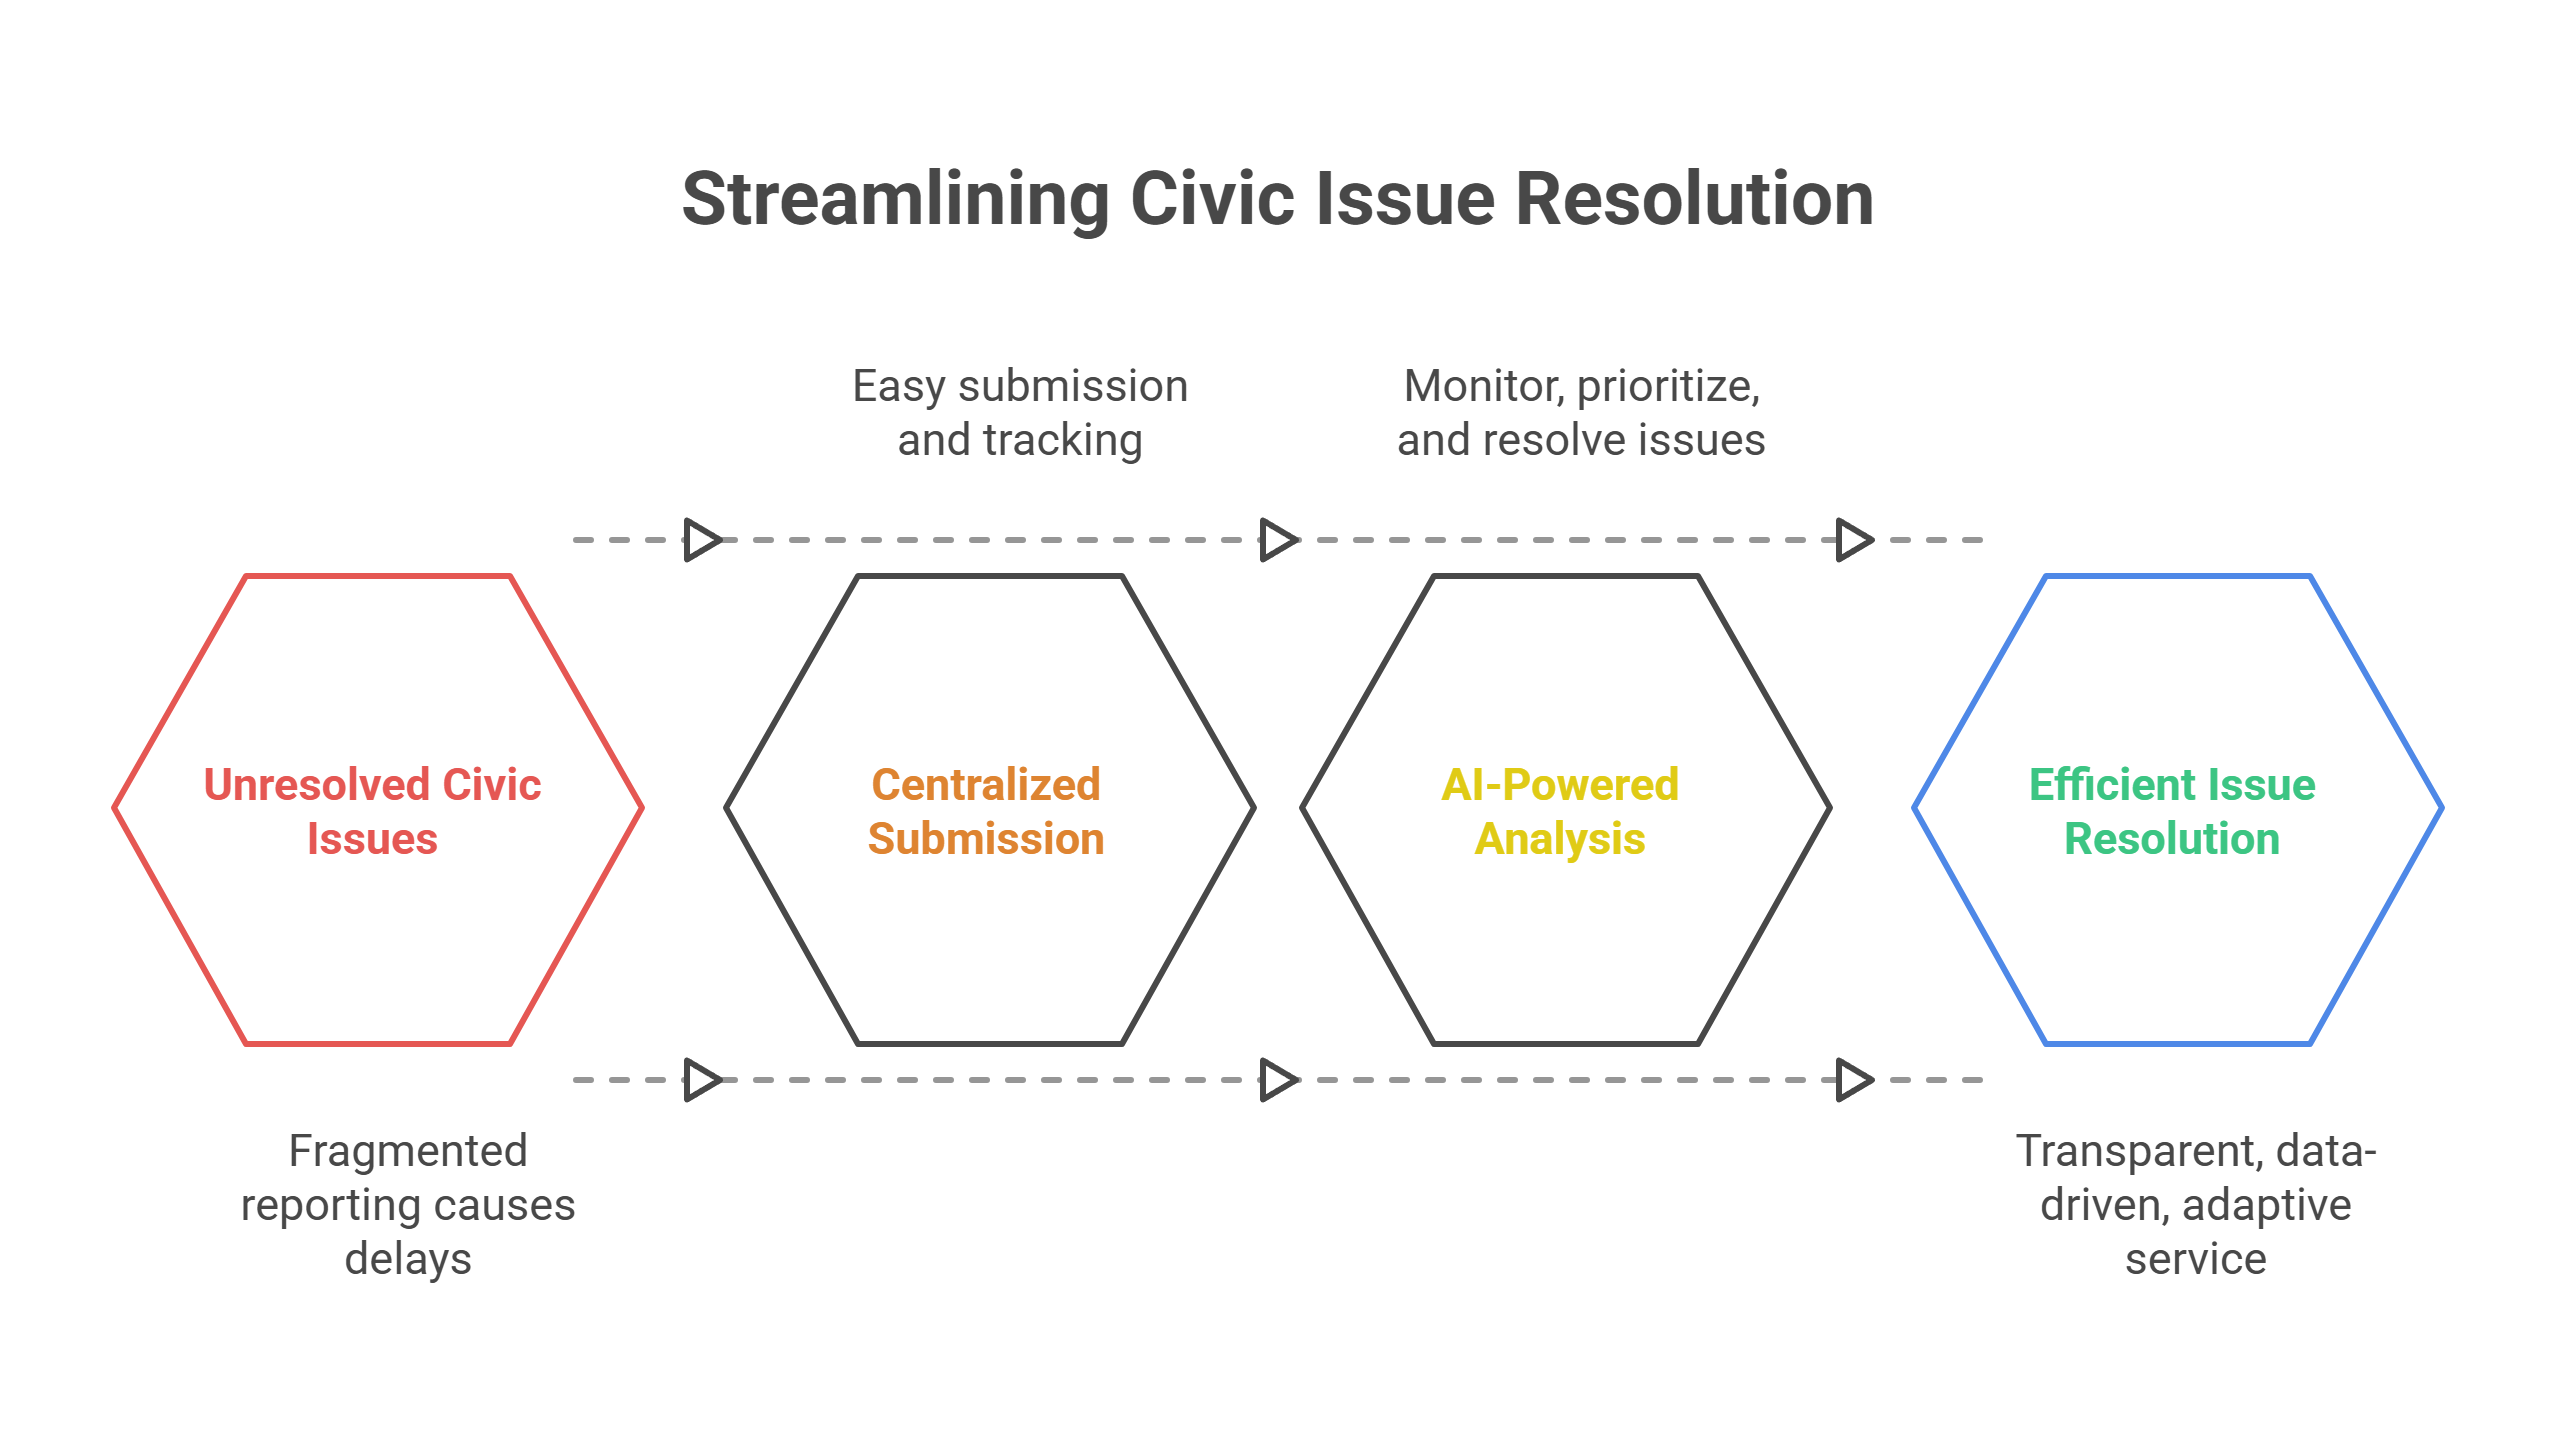 Streamlining Civic Issue Resolution
Easy submission
and tracking
Monitor, prioritize,
and resolve issues
Unresolved Civic
Issues
Centralized
Submission
AI-Powered
Analysis
Efficient Issue
Resolution
Fragmented
reporting causes
delays
Transparent, data-
driven, adaptive
service